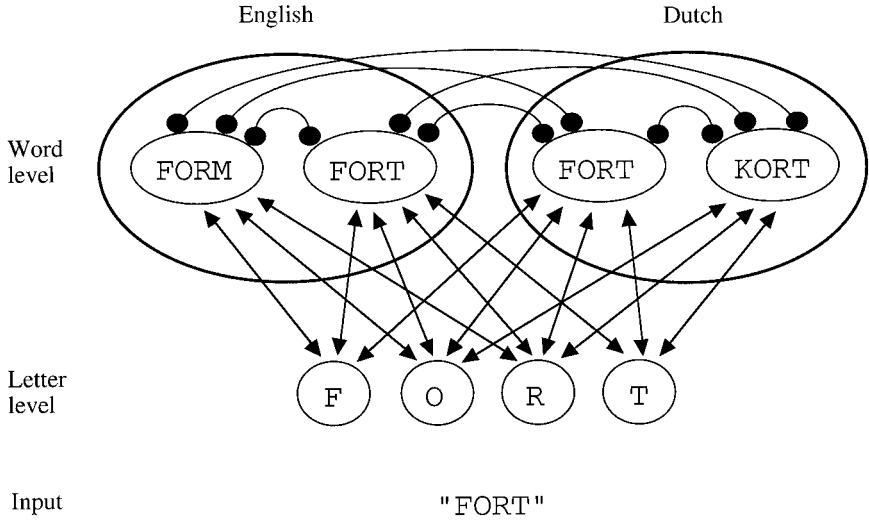 English Dutch
Word
level
FORM FORT FORT KORT
Letter
level
F O R T
Input "FORT"